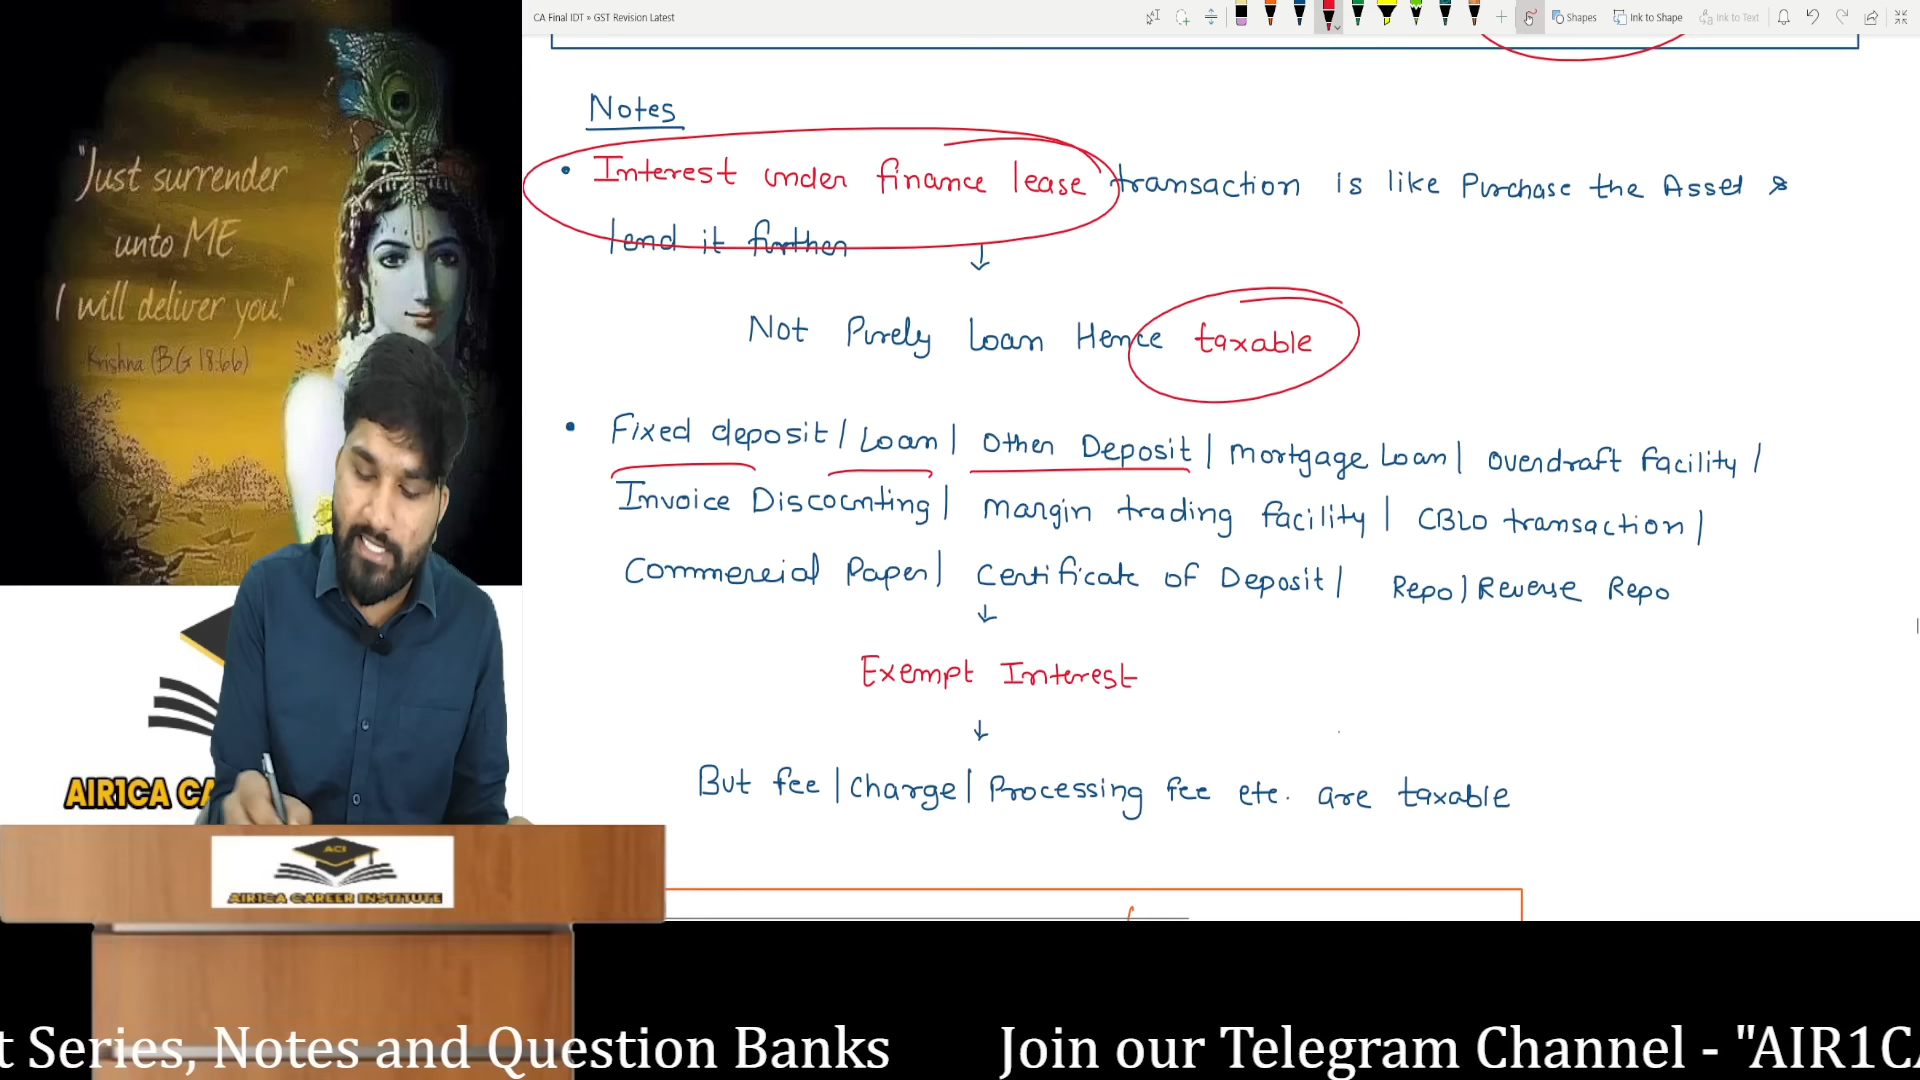 CA Final IDT » GST Revision Latest
Shapes
Ink to Shape
Ink to Text
Notes
• Interest under finance lease transaction is like Purchase the Asset &
lend it further
↓
Not Purely Loan Hence taxable
• Fixed deposit / Loan / Other Deposit / Mortgage Loan / Overdraft Facility /
Invoice Discounting / Margin trading facility / CBLO transaction /
Commercial Paper / Certificate of Deposit / Repo / Reverse Repo
↓
Exempt Interest
↓
But fee / Charge / Processing fee etc. are taxable
"Just surrender
unto ME
I will deliver you!"
Krishna (B.G 18:66)
AIR1CA CA
ACI
AIR1CA CAREER INSTITUTE
t Series, Notes and Question Banks Join our Telegram Channel - "AIR1CA